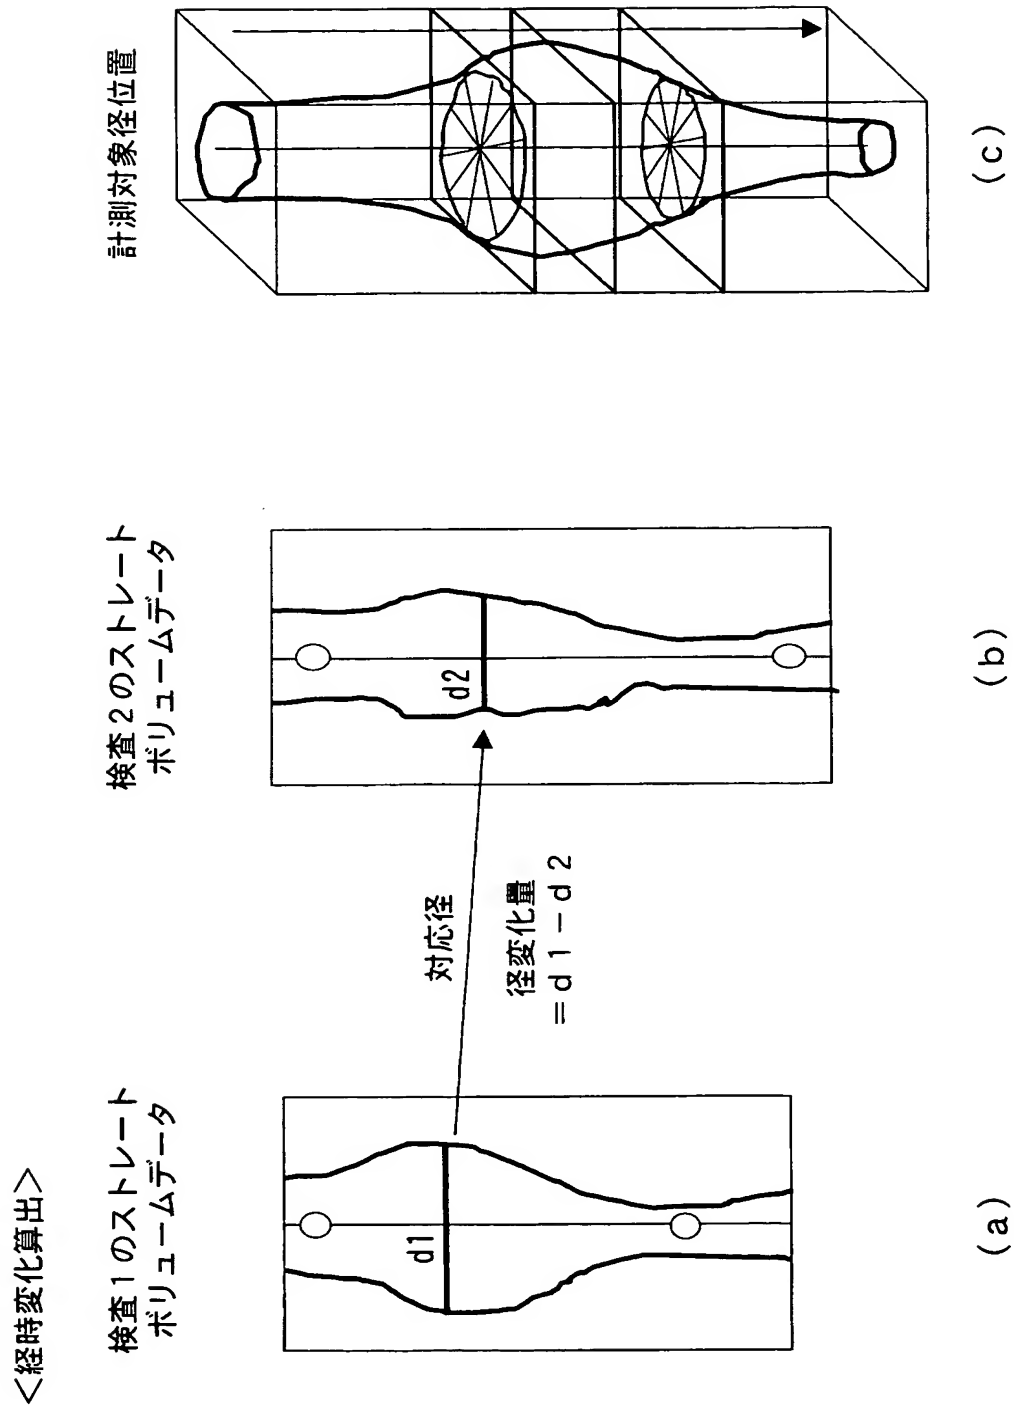 <経時変化算出>
検査1のストレート
ボリュームデータ
d1
(a)
対応径
径変化量
=d1-d2
検査2のストレート
ボリュームデータ
d2
(b)
計測対象径位置
(c)